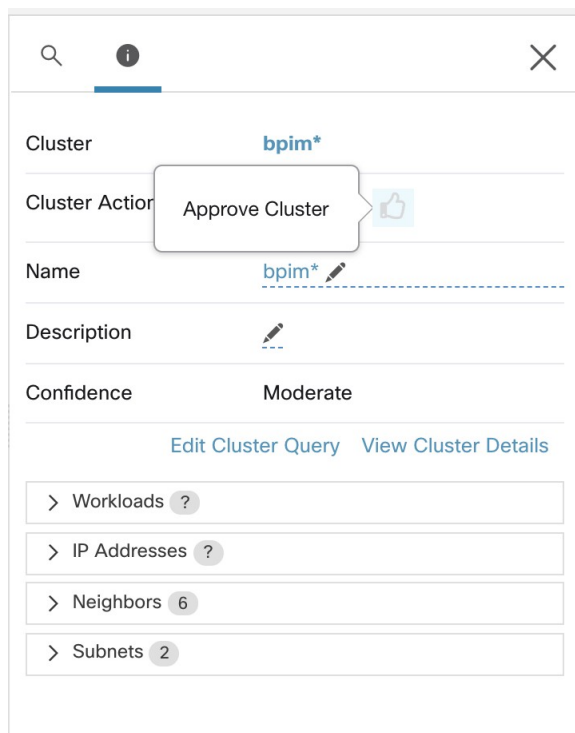 Cluster bpim*
Cluster Action Approve Cluster
Name bpim*
Description
Confidence Moderate
Edit Cluster Query View Cluster Details
Workloads ?
IP Addresses ?
Neighbors 6
Subnets 2